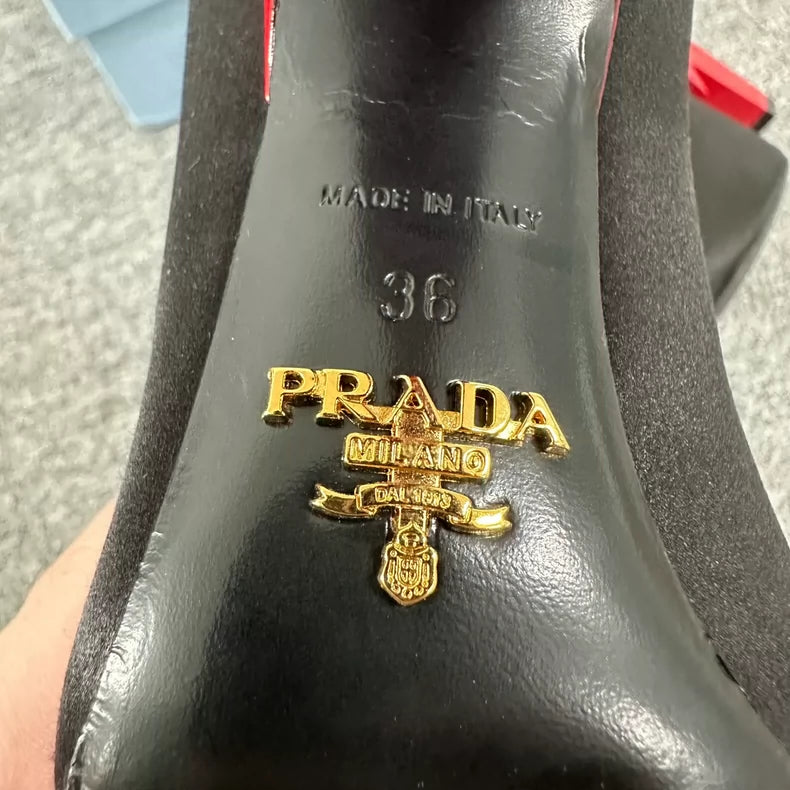 MADE IN ITALY
36
PRADA
MILANO
DAL 1913